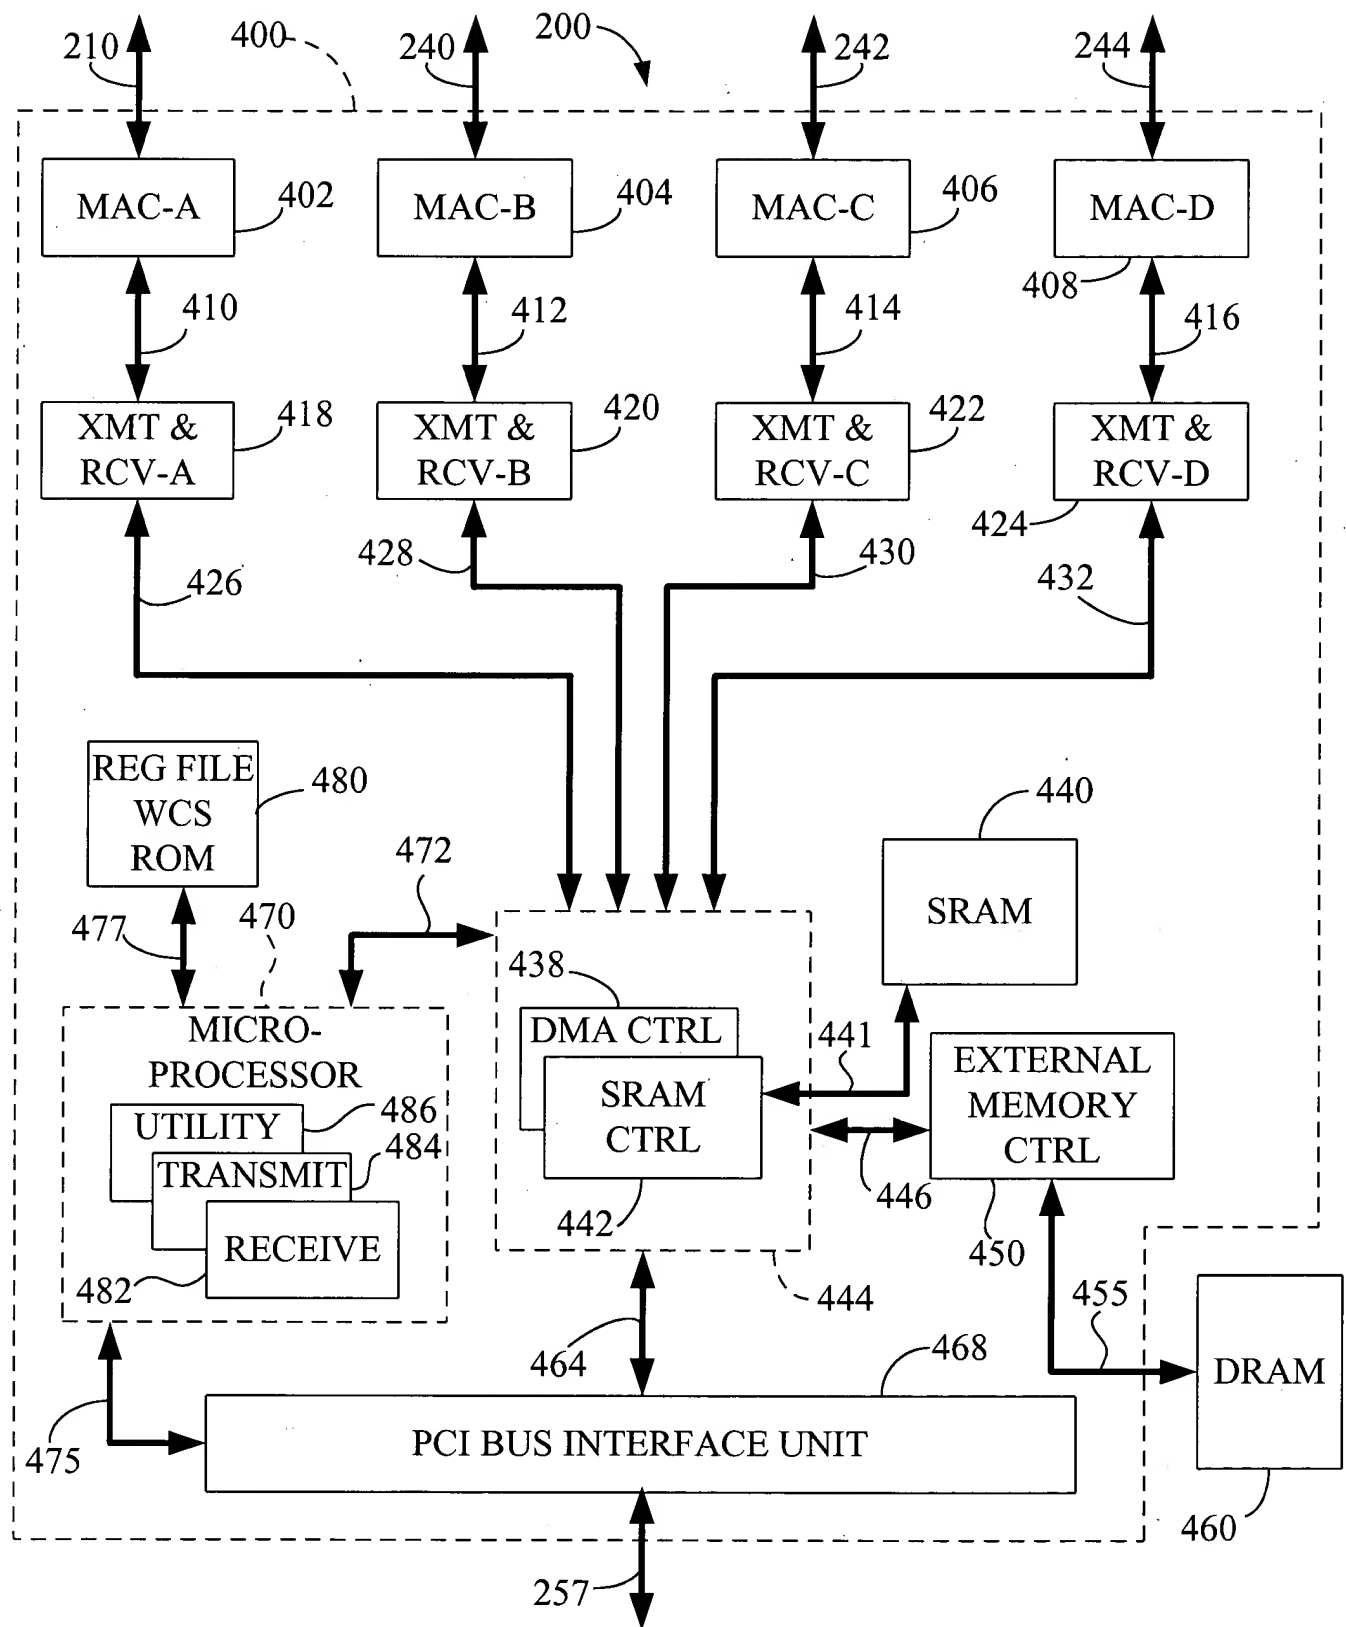 210
400
240
200
242
244
MAC-A
402
MAC-B
404
MAC-C
406
MAC-D
408
410
412
414
416
XMT &
RCV-A
418
XMT &
RCV-B
420
XMT &
RCV-C
422
XMT &
RCV-D
424
426
428
430
432
REG FILE
WCS
ROM
480
472
440
SRAM
477
470
438
DMA CTRL
SRAM
CTRL
442
441
EXTERNAL
MEMORY
CTRL
446
450
MICRO-
PROCESSOR
UTILITY
486
TRANSMIT
484
RECEIVE
482
444
464
468
455
DRAM
460
475
PCI BUS INTERFACE UNIT
257